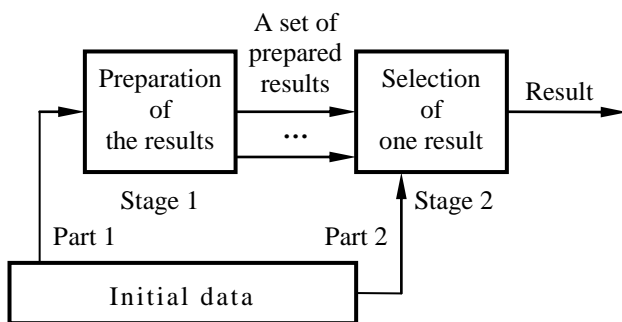 A set of
prepared
results
Preparation
of
the results
...
Selection
of
one result
Result
Stage 1
Stage 2
Part 1
Part 2
Initial data